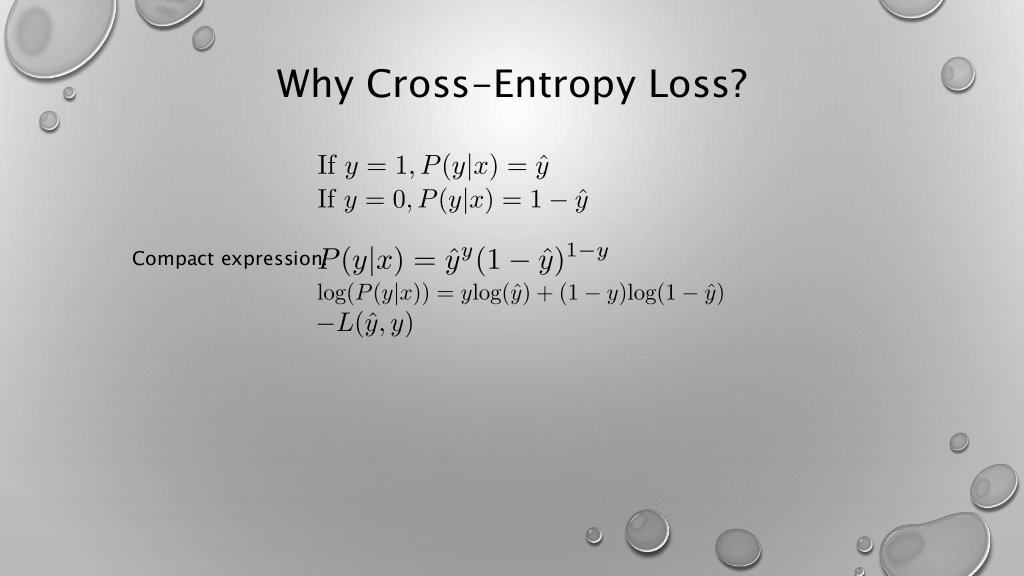 Why Cross-Entropy Loss?
If y = 1, P(y|x) = ŷ
If y = 0, P(y|x) = 1 − ŷ
Compact expression P(y|x) = ŷ^y(1 − ŷ)^{1−y}
log(P(y|x)) = ylog(ŷ) + (1 − y)log(1 − ŷ)
−L(ŷ, y)